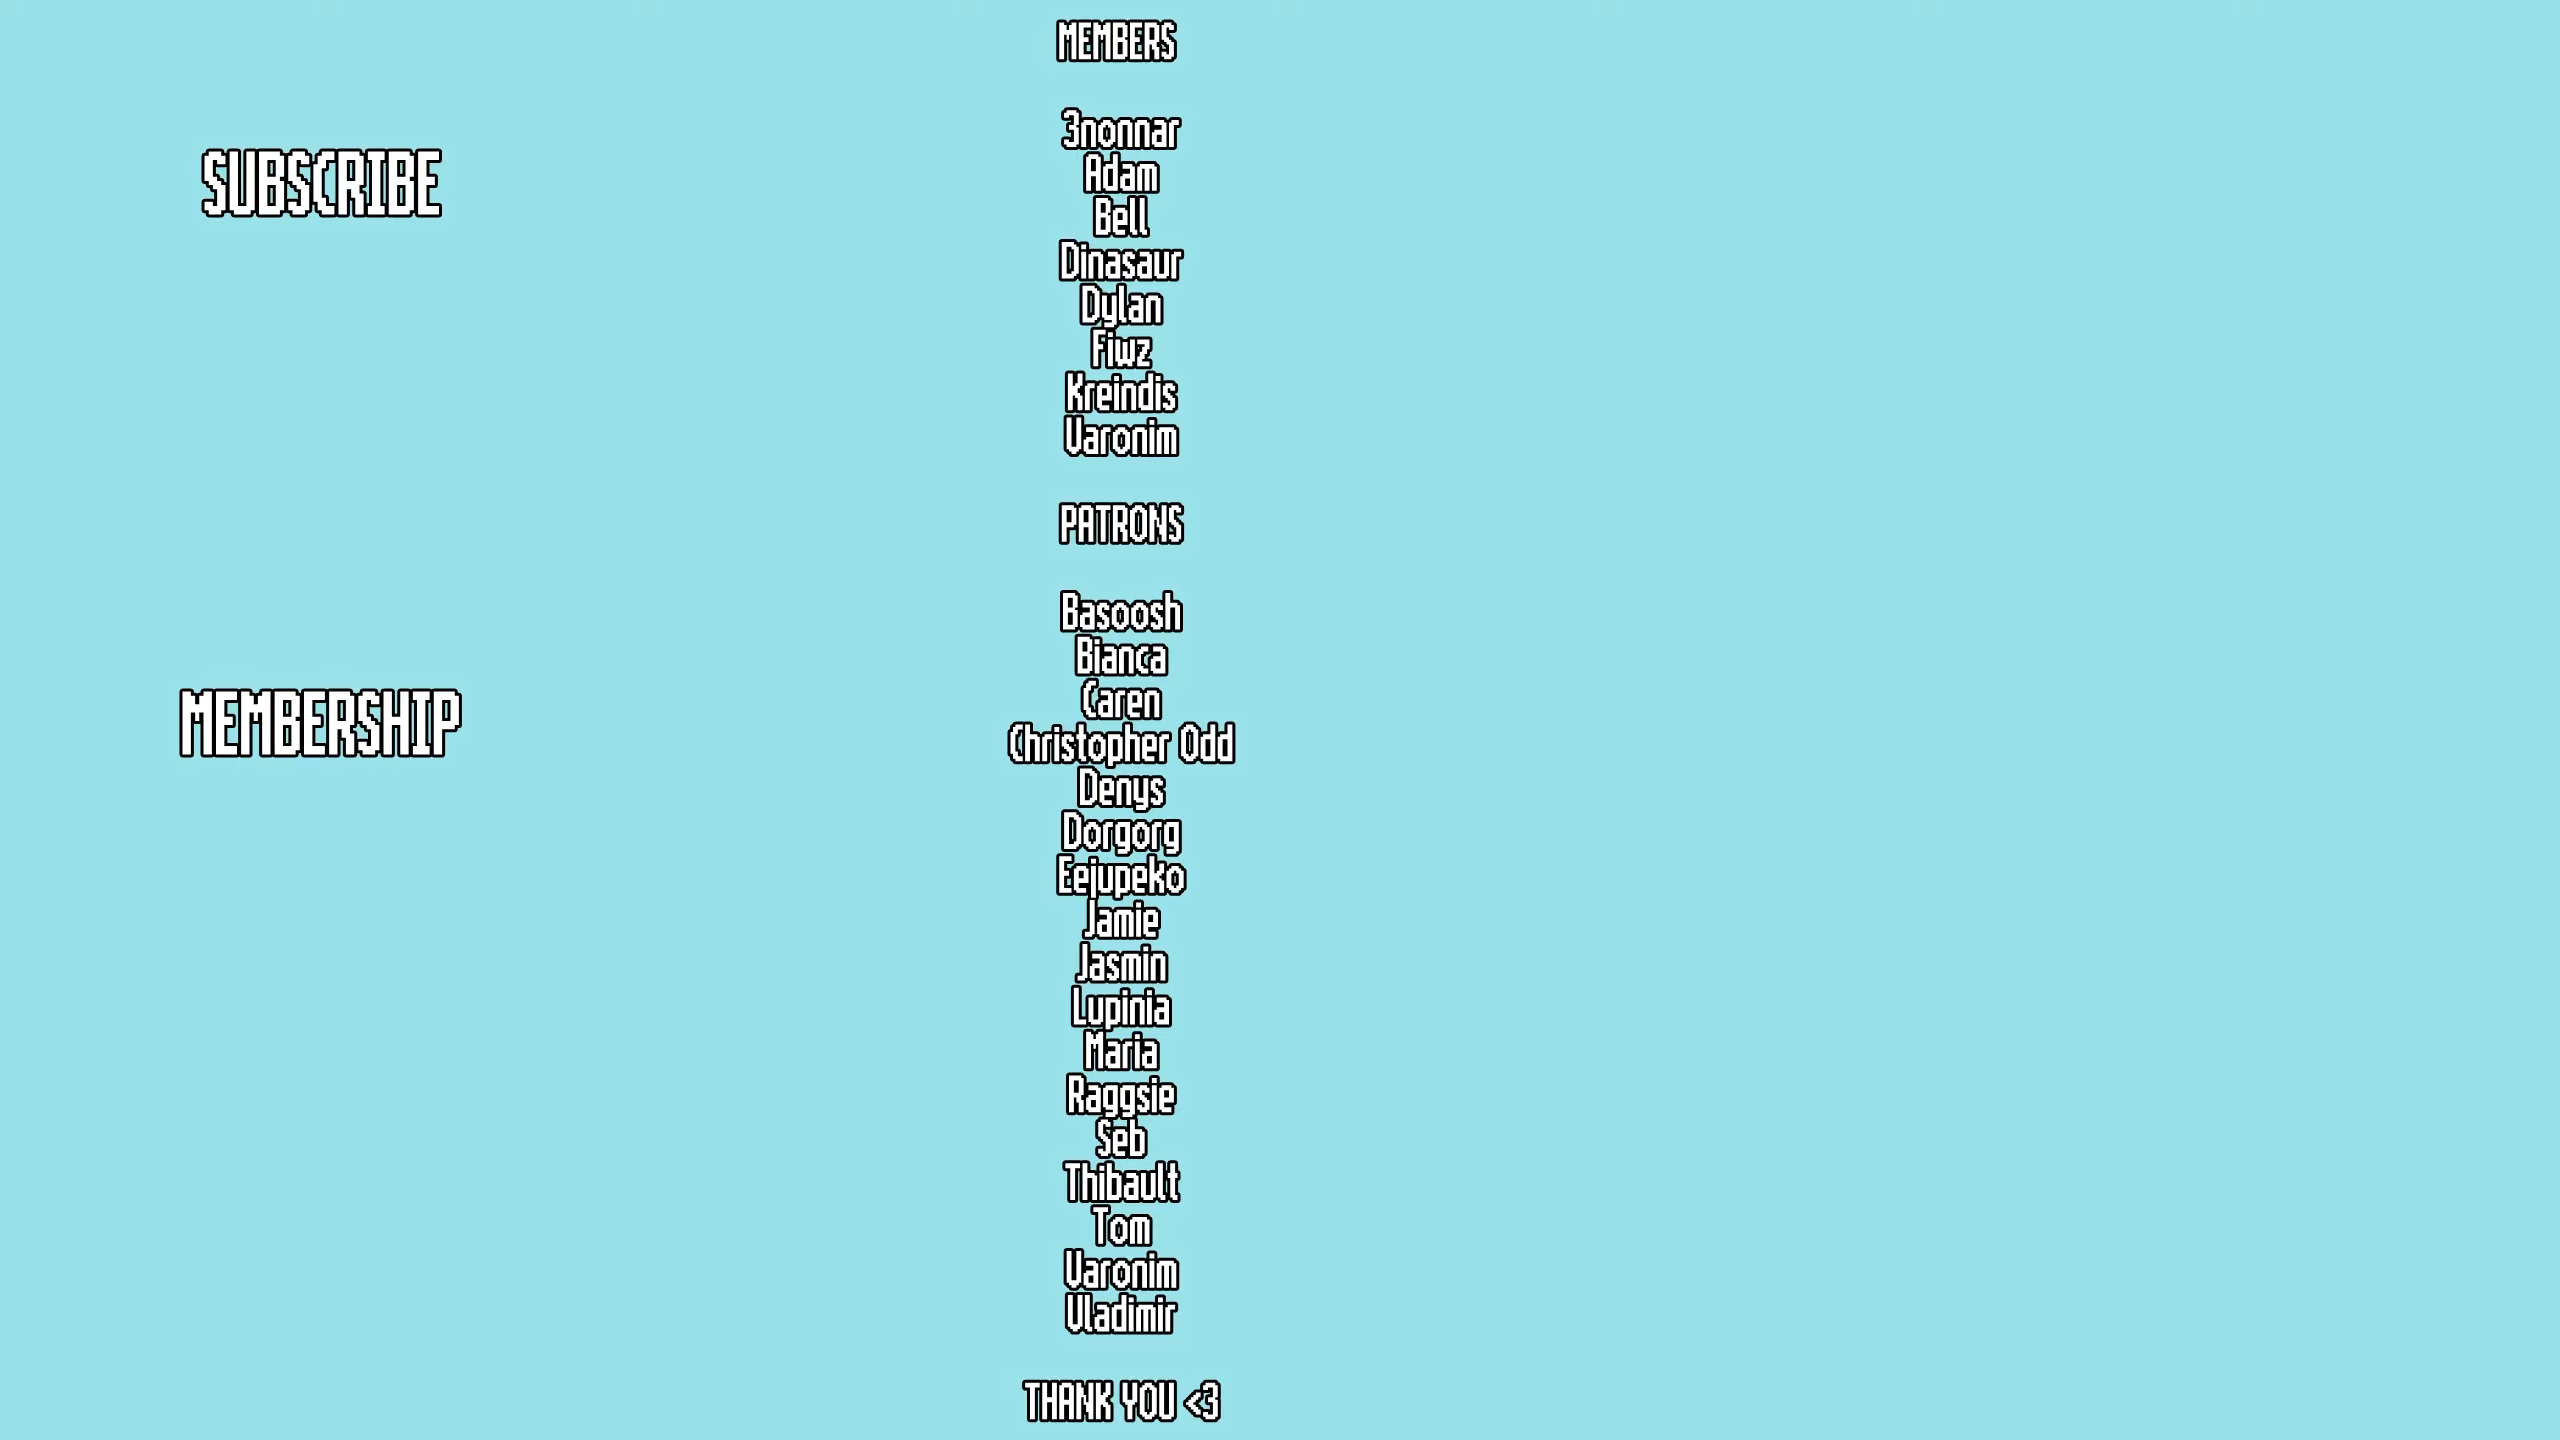 SUBSCRIBE
MEMBERSHIP
MEMBERS
3nonnar
Adam
Bell
Dinasaur
Dylan
Fiwz
Kreindis
Varonim
PATRONS
Basoosh
Bianca
Caren
Christopher Odd
Denys
Dorgorg
Eejupeko
Jamie
Jasmin
Lupinia
Maria
Raggsie
Seb
Thibault
Tom
Varonim
Vladimir
THANK YOU <3